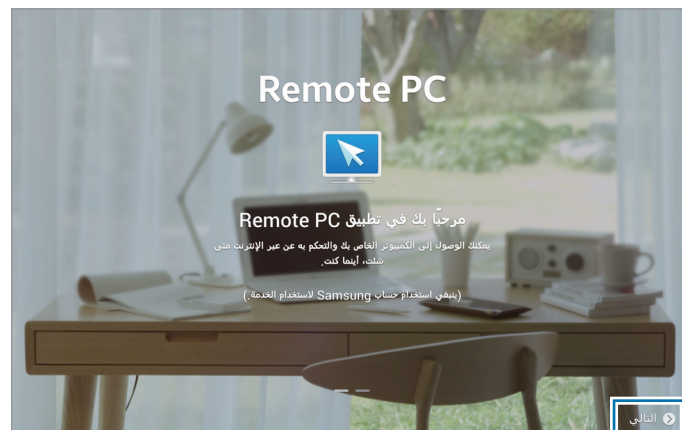 Remote PC
مرحبًا بك في تطبيق Remote PC
يمكنك الوصول إلى الكمبيوتر الخاص بك والتحكم به عن عبر الإنترنت متى
شئت، أينما كنت.
(ينبغي استخدام حساب Samsung لاستخدام الخدمة.)
التالي